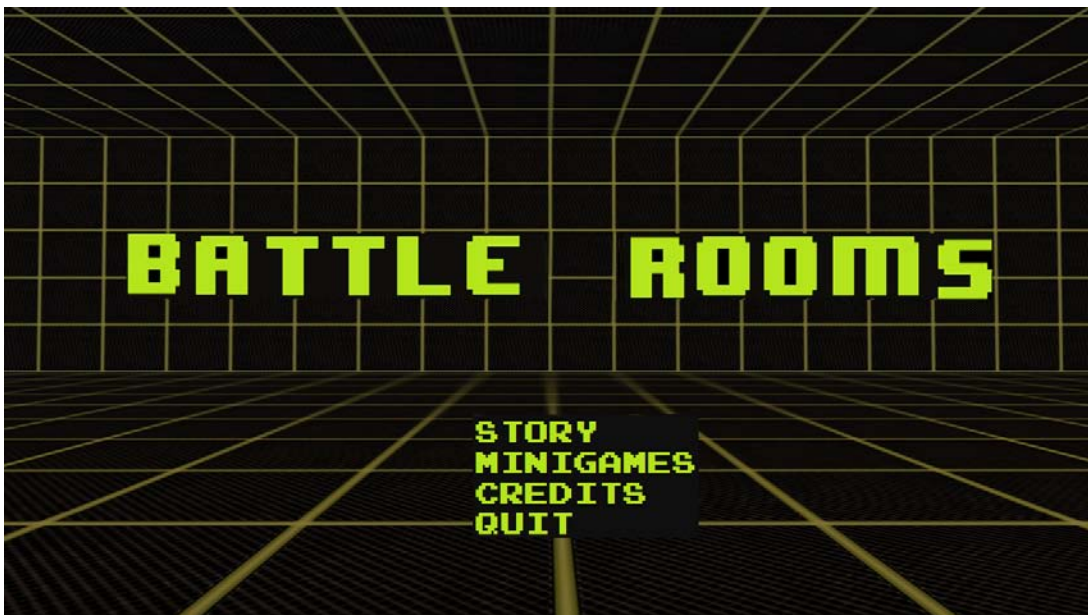 BATTLE ROOMS
STORY
MINIGAMES
CREDITS
QUIT